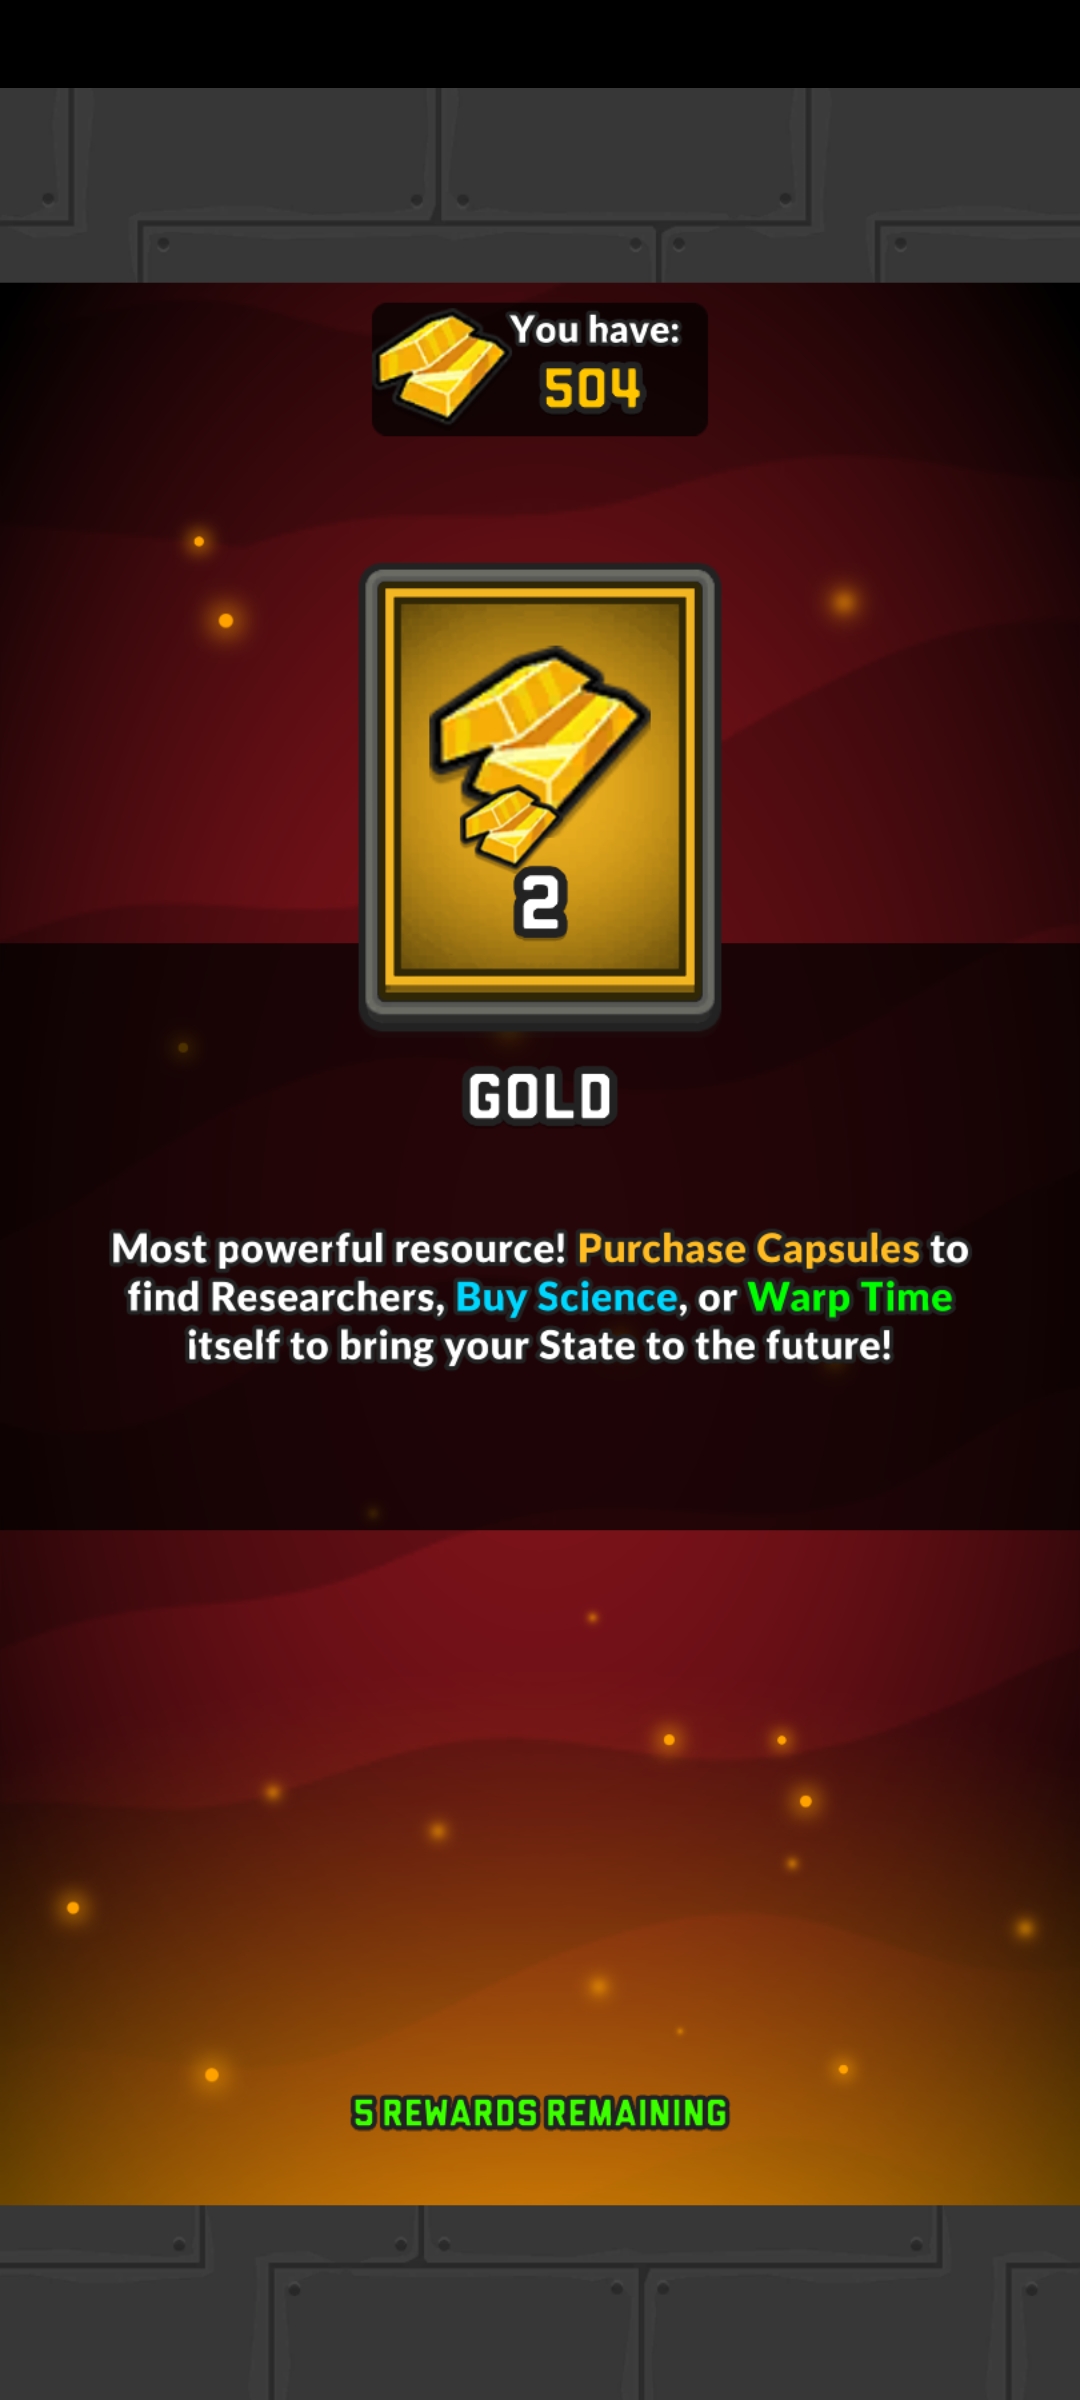 You have:
504
2
GOLD
Most powerful resource! Purchase Capsules to
find Researchers, Buy Science, or Warp Time
itself to bring your State to the future!
5 REWARDS REMAINING